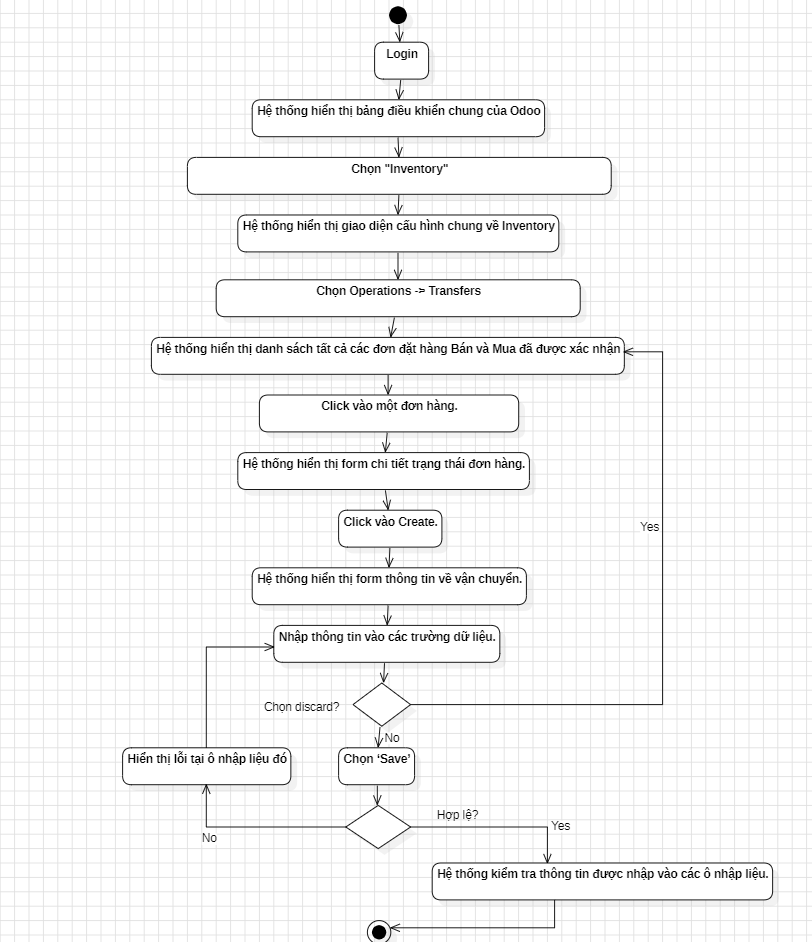 Login
Hệ thống hiển thị bảng điều khiển chung của Odoo
Chọn "Inventory"
Hệ thống hiển thị giao diện cấu hình chung về Inventory
Chọn Operations -> Transfers
Hệ thống hiển thị danh sách tất cả các đơn đặt hàng Bán và Mua đã được xác nhận
Click vào một đơn hàng.
Hệ thống hiển thị form chi tiết trạng thái đơn hàng.
Click vào Create.
Yes
Hệ thống hiển thị form thông tin về vận chuyển.
Nhập thông tin vào các trường dữ liệu.
Chọn discard?
No
Hiển thị lỗi tại ô nhập liệu đó
Chọn ‘Save’
Hợp lệ?
Yes
No
Hệ thống kiểm tra thông tin được nhập vào các ô nhập liệu.